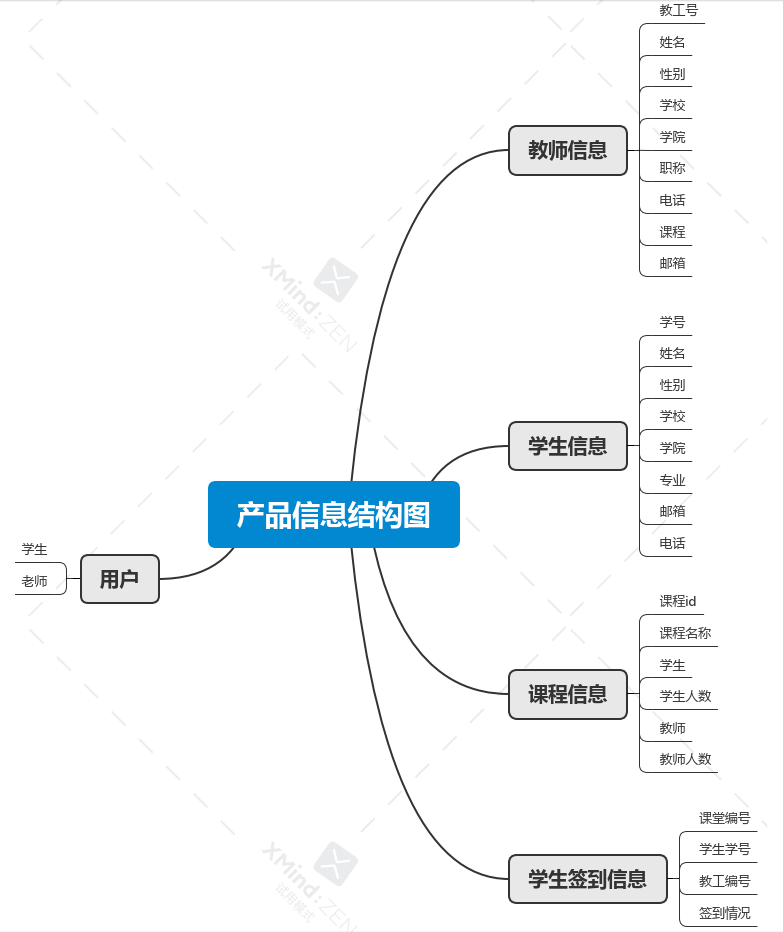 教工号
姓名
性别
学校
学院
职称
电话
课程
邮箱
教师信息
学号
姓名
性别
学校
学院
专业
邮箱
电话
学生信息
产品信息结构图
学生
老师
用户
课程id
课程名称
学生
学生人数
教师
教师人数
课程信息
课堂编号
学生学号
教工编号
签到情况
学生签到信息
XMind:ZEN
试用模式
XMind:ZEN
试用模式